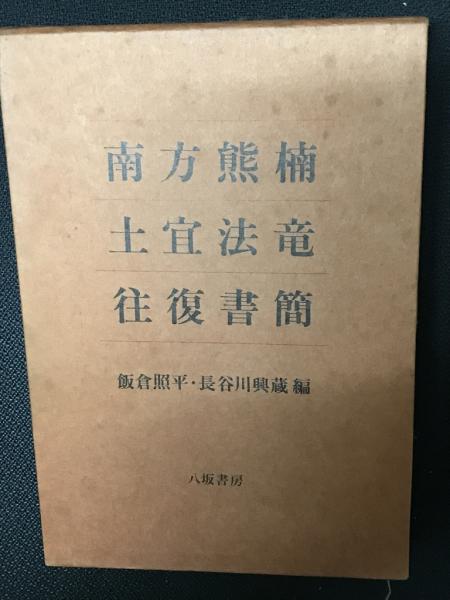 南方熊楠
土宜法竜
往復書簡
飯倉照平・長谷川興蔵 編
八坂書房